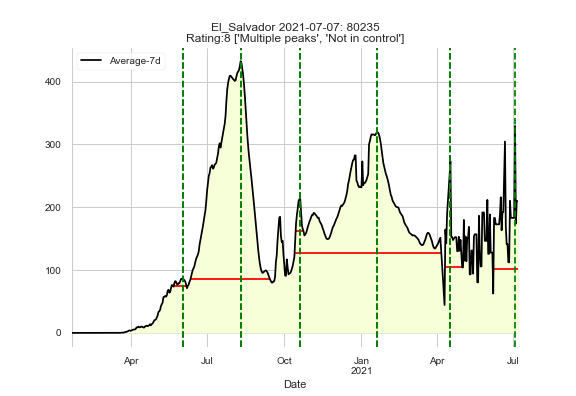 El_Salvador 2021-07-07: 80235
Rating:8 ['Multiple peaks', 'Not in control']
Average-7d
400
300
200
100
0
Apr Jul Oct Jan Apr Jul
2021
Date